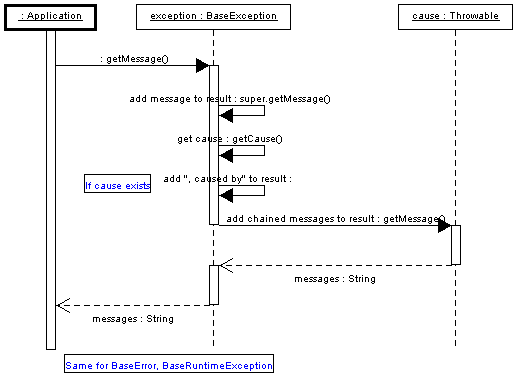 : Application
exception : BaseException
cause : Throwable
: getMessage()
add message to result : super.getMessage()
get cause : getCause()
add ", caused by" to result :
If cause exists
add chained messages to result : getMessage()
messages : String
messages : String
Same for BaseError, BaseRuntimeException